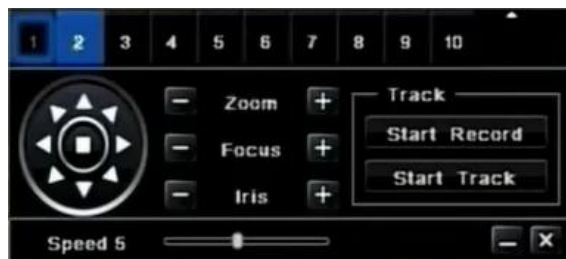 1 2 3 4 5 6 7 8 9 10
Zoom
Focus
Iris
Track
Start Record
Start Track
Speed 5